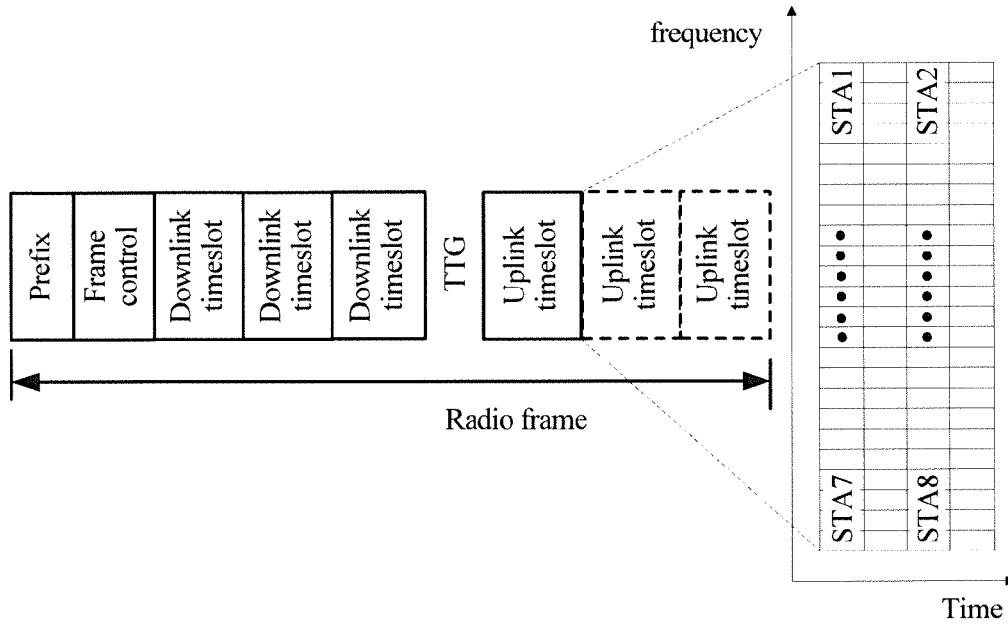 frequency
STA1
STA2
Prefix
Frame
control
Downlink
timeslot
Downlink
timeslot
Downlink
timeslot
TTG
Uplink
timeslot
Uplink
timeslot
Uplink
timeslot
Radio frame
STA7
STA8
Time